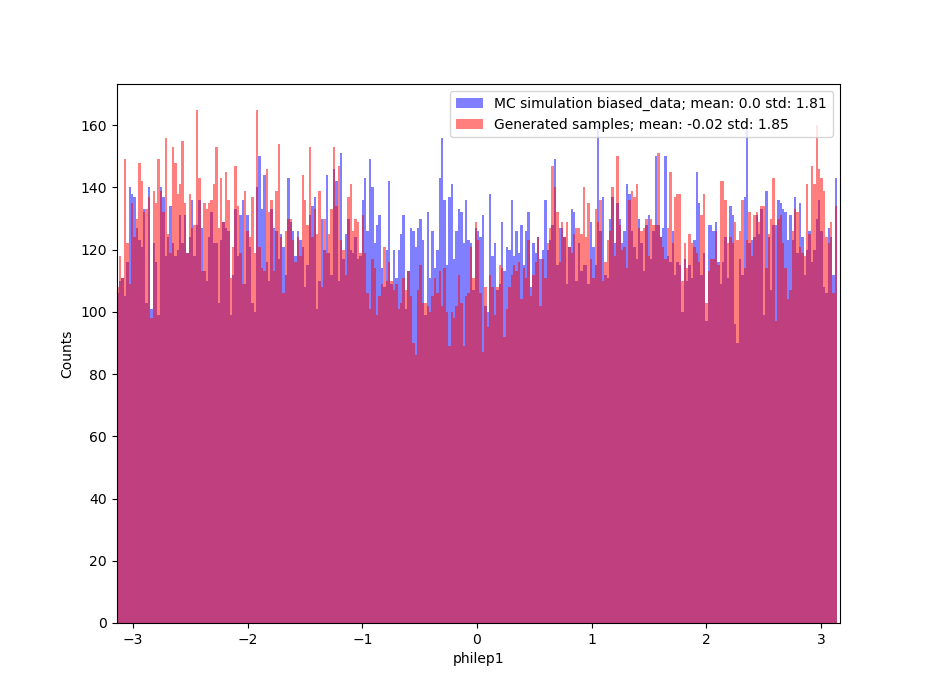 MC simulation biased_data; mean: 0.0 std: 1.81
Generated samples; mean: -0.02 std: 1.85
160
140
120
100
80
60
40
20
0
Counts
−3 −2 −1 0 1 2 3
philep1